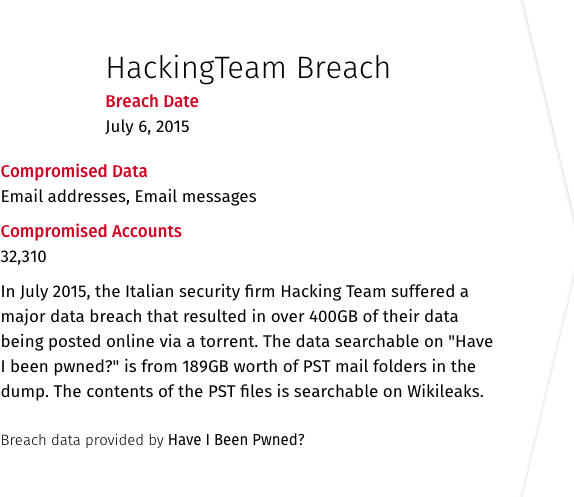 HackingTeam Breach
Breach Date
July 6, 2015
Compromised Data
Email addresses, Email messages
Compromised Accounts
32,310
In July 2015, the Italian security firm Hacking Team suffered a
major data breach that resulted in over 400GB of their data
being posted online via a torrent. The data searchable on "Have
I been pwned?" is from 189GB worth of PST mail folders in the
dump. The contents of the PST files is searchable on Wikileaks.
Breach data provided by Have I Been Pwned?